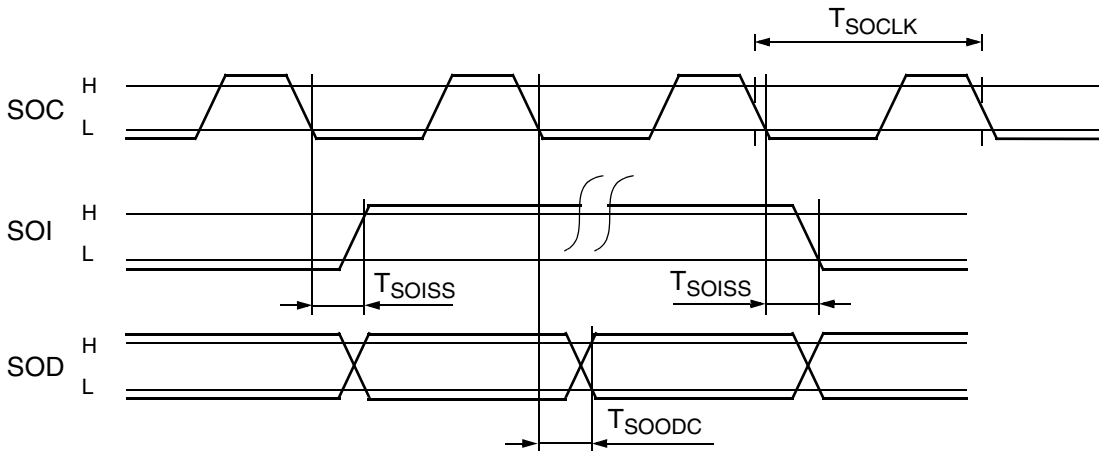 TSOCLK
SOC H
L
SOI H
L
TSOISS TSOISS
SOD H
L
TSOODC